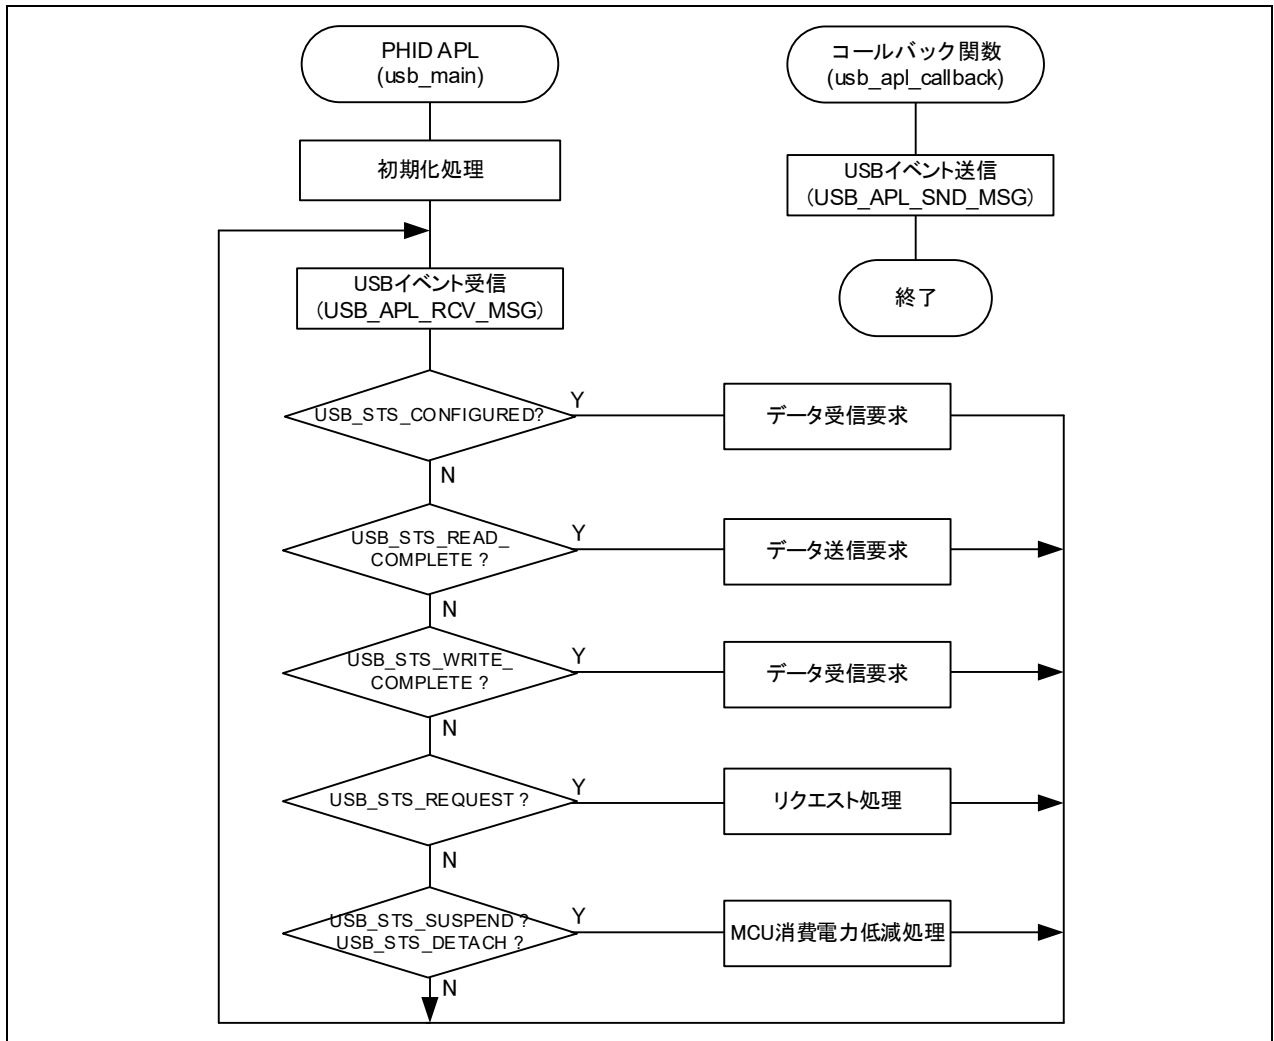 PHID APL
(usb_main)
コールバック関数
(usb_apl_callback)
初期化処理
USBイベント送信
(USB_APL_SND_MSG)
USBイベント受信
(USB_APL_RCV_MSG)
終了
USB_STS_CONFIGURED?
Y
データ受信要求
N
USB_STS_READ_
COMPLETE ?
Y
データ送信要求
N
USB_STS_WRITE_
COMPLETE ?
Y
データ受信要求
N
USB_STS_REQUEST ?
Y
リクエスト処理
N
USB_STS_SUSPEND ?
USB_STS_DETACH ?
Y
MCU消費電力低減処理
N